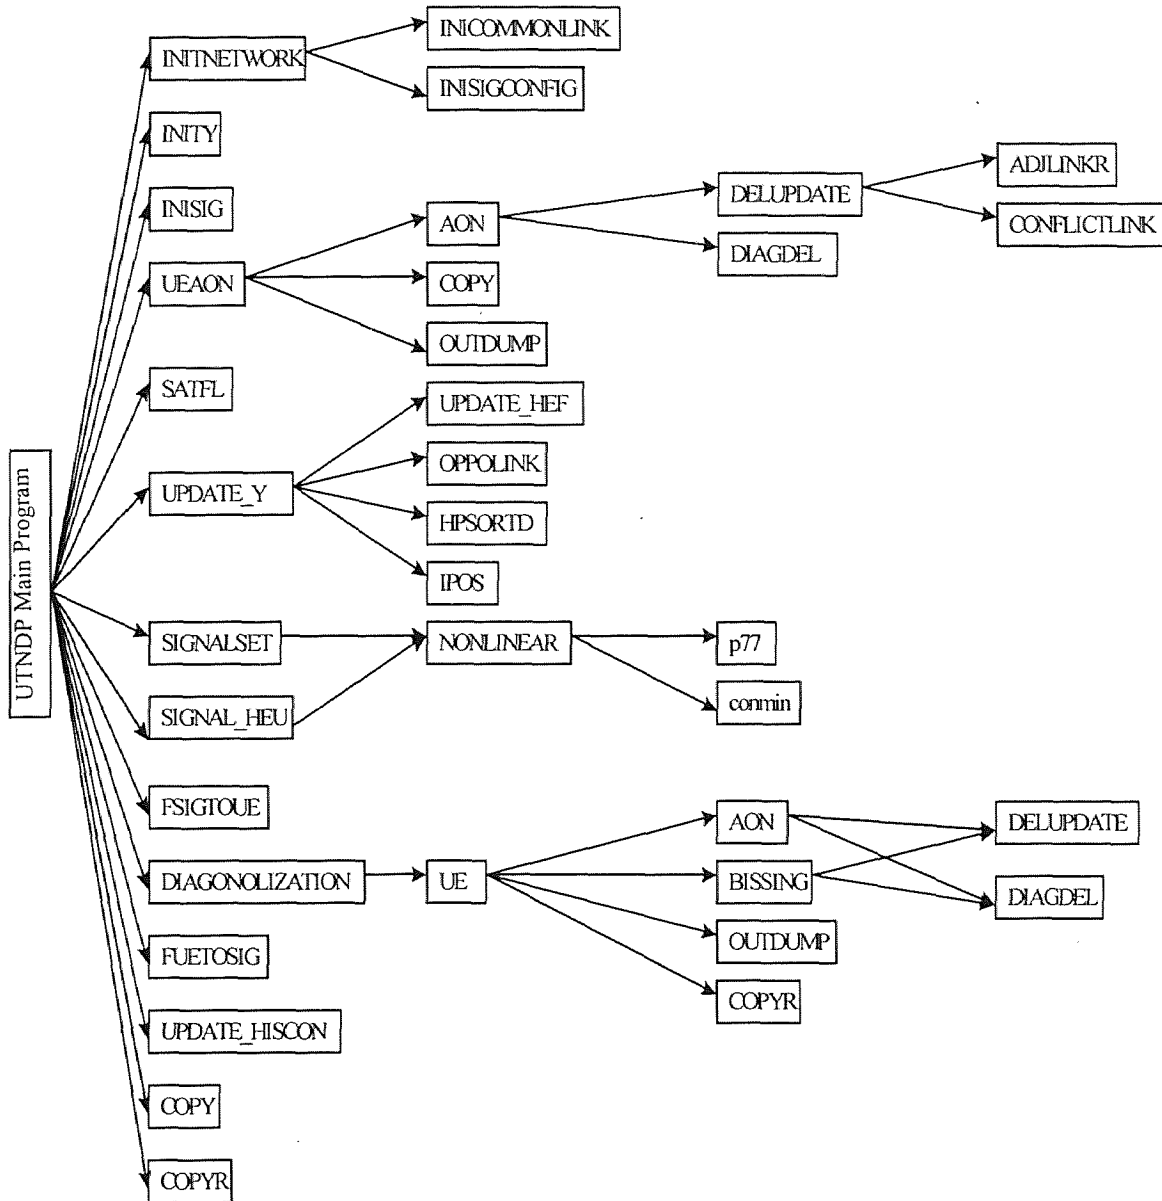 UTNDP Main Program
INITNETWORK
INICOMMONLINK
INISIGCONFIG
INITY
INISIG
UEAON
AON
DELUPDATE
ADJLINKR
CONFLICTLINK
DIAGDEL
COPY
OUTDUMP
SATFL
UPDATE_Y
UPDATE_HEF
OPPOLINK
HPSORTD
IPOS
SIGNALSET
NONLINEAR
p77
conmin
SIGNAL_HEU
FSIGTOUE
DIAGONOLIZATION
UE
AON
DELUPDATE
BISSING
DIAGDEL
OUTDUMP
COPYR
FUETOSIG
UPDATE_HISCON
COPY
COPYR